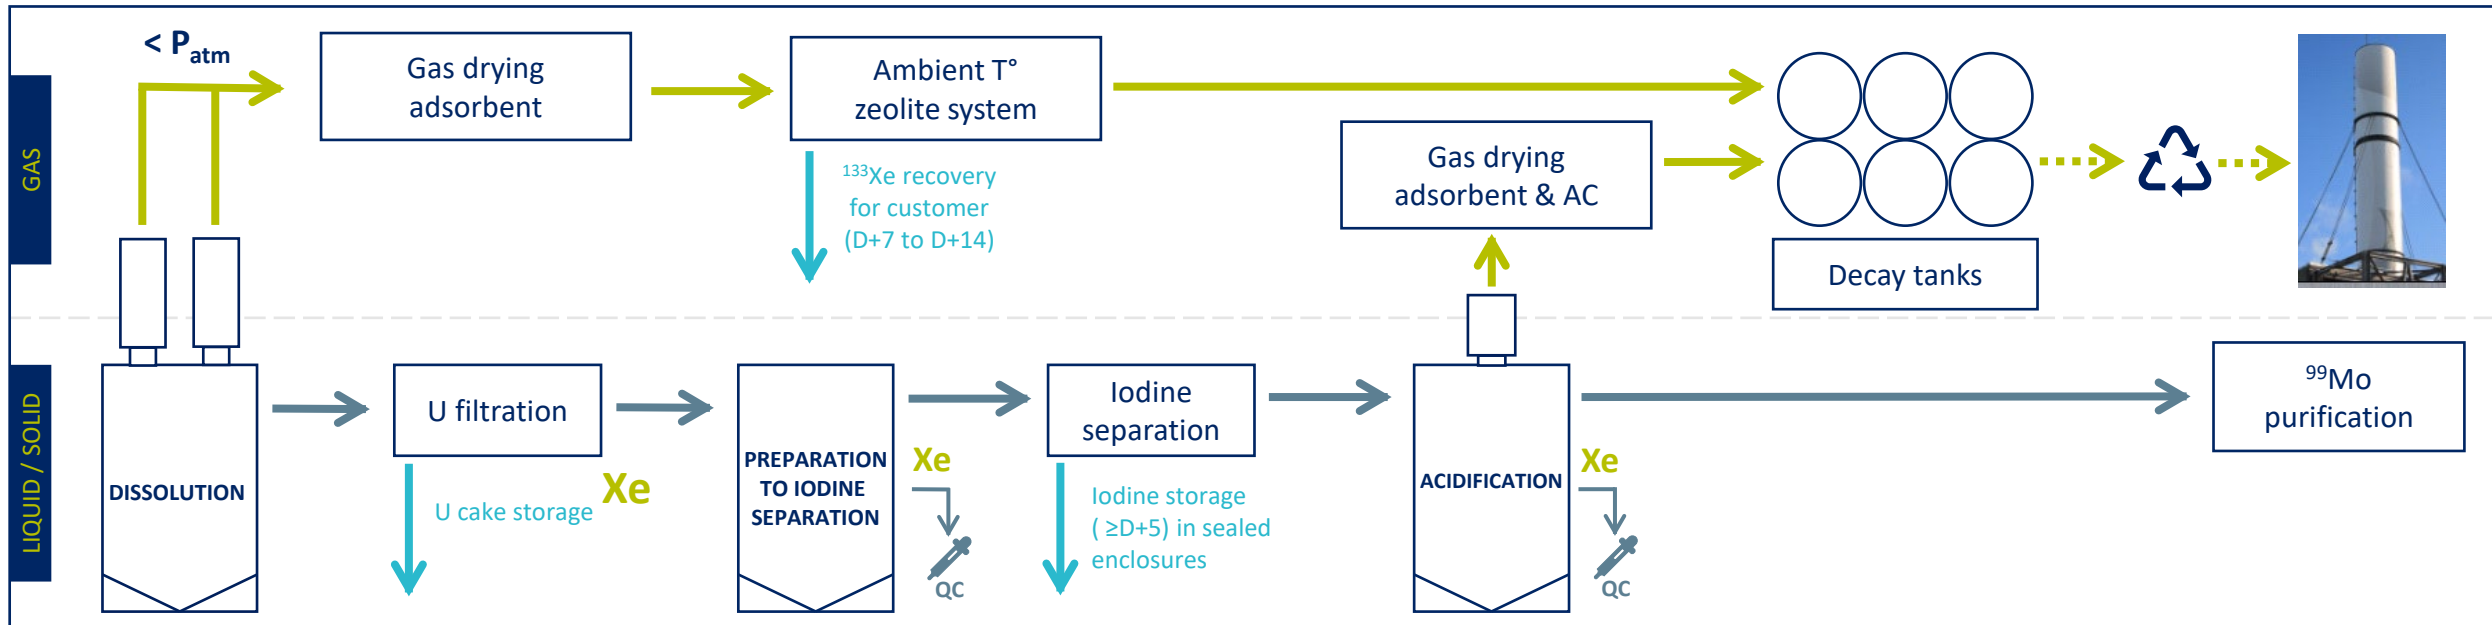 GAS
< Patm
Gas drying
adsorbent
Ambient T°
zeolite system
133Xe recovery
for customer
(D+7 to D+14)
Gas drying
adsorbent & AC
Decay tanks
LIQUID / SOLID
DISSOLUTION
U filtration
U cake storage
Xe
PREPARATION
TO IODINE
SEPARATION
Xe
QC
Iodine
separation
Iodine storage
( ≥D+5) in sealed
enclosures
ACIDIFICATION
Xe
QC
99Mo
purification